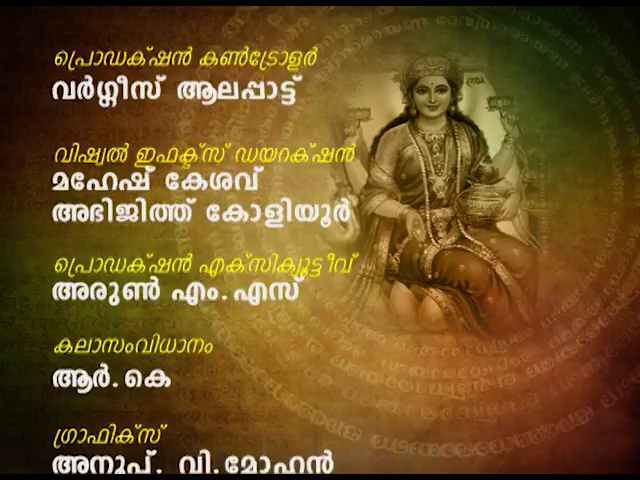 പ്രൊഡക്ഷൻ കൺട്രോളർ
വർഗ്ഗീസ് ആലപ്പാട്ട്
വിഷ്വൽ ഇഫക്ട്സ് ഡയറക്ഷൻ
മഹേഷ് കേശവ്
അഭിജിത്ത് കോളിയൂർ
പ്രൊഡക്ഷൻ എക്സിക്യൂട്ടീവ്
അരുൺ എം.എസ്
കലാസംവിധാനം
ആർ.കെ
ഗ്രാഫിക്സ്
അനൂപ്. വി.മോഹൻ